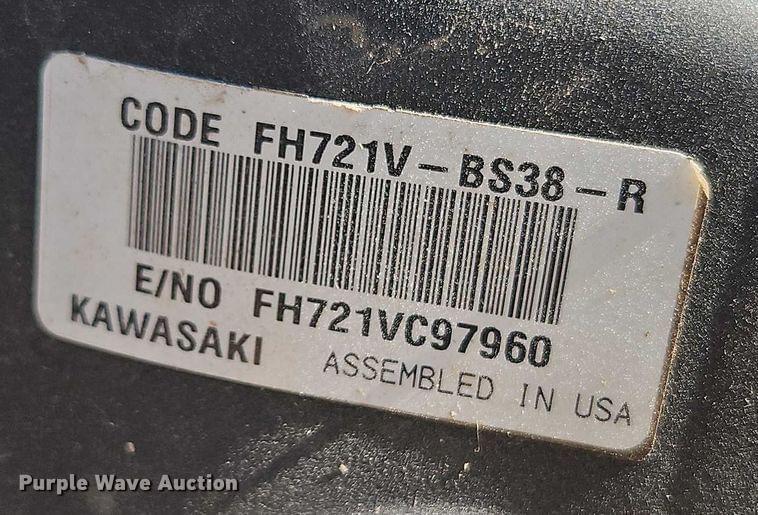 CODE FH721V-BS38-R
E/NO FH721VC97960
KAWASAKI ASSEMBLED IN USA
Purple Wave Auction